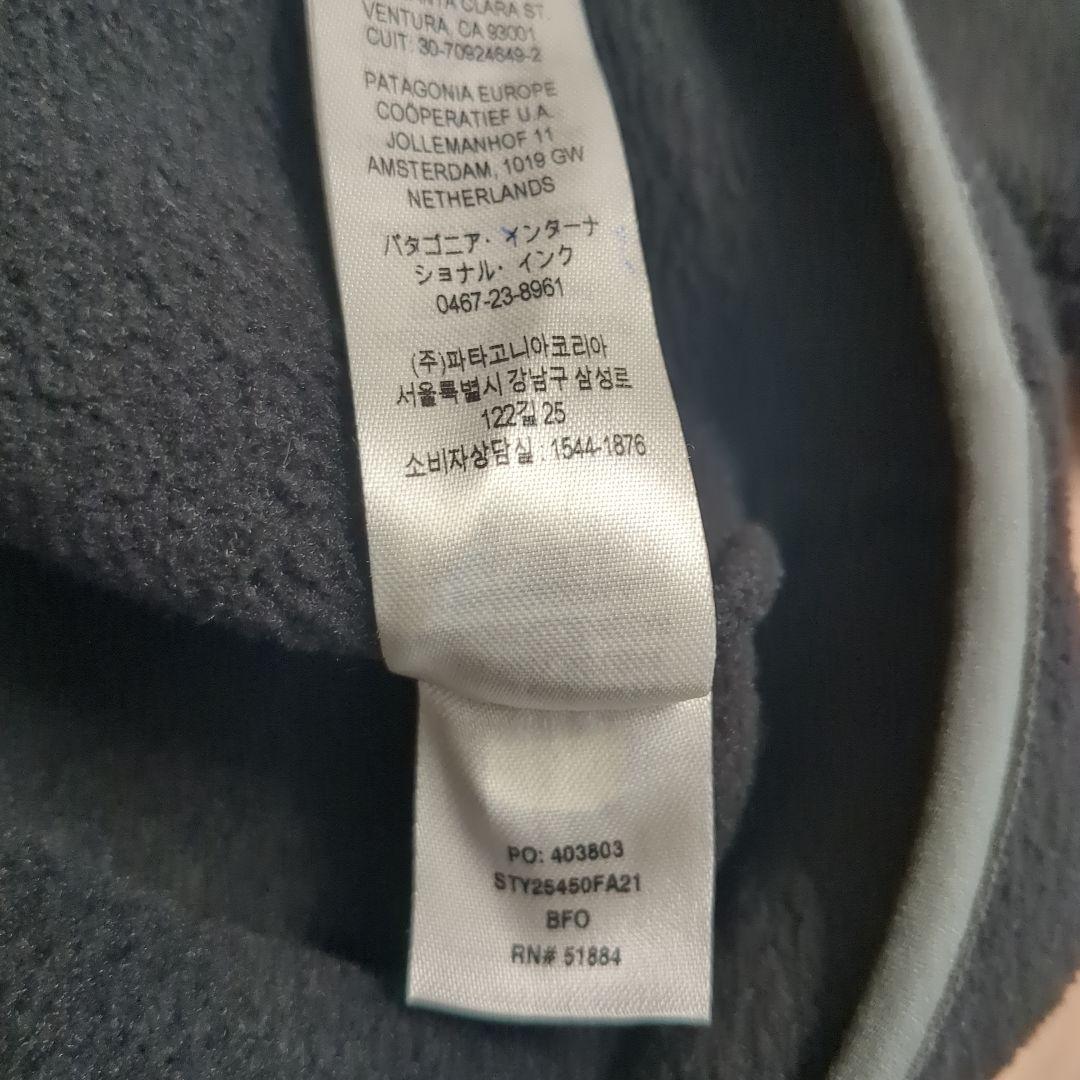 CLARA ST.
VENTURA, CA 93001
CUIT: 30-70924649-2
PATAGONIA EUROPE
COÖPERATIEF U.A.
JOLLEMANHOF 11
AMSTERDAM, 1019 GW
NETHERLANDS
パタゴニア・インターナ
ショナル・インク
0467-23-8961
(주)파타고니아코리아
서울특별시 강남구 삼성로
122길 25
소비자상담실 : 1544-1876
PO: 403803
STY25450FA21
BFO
RN# 51884